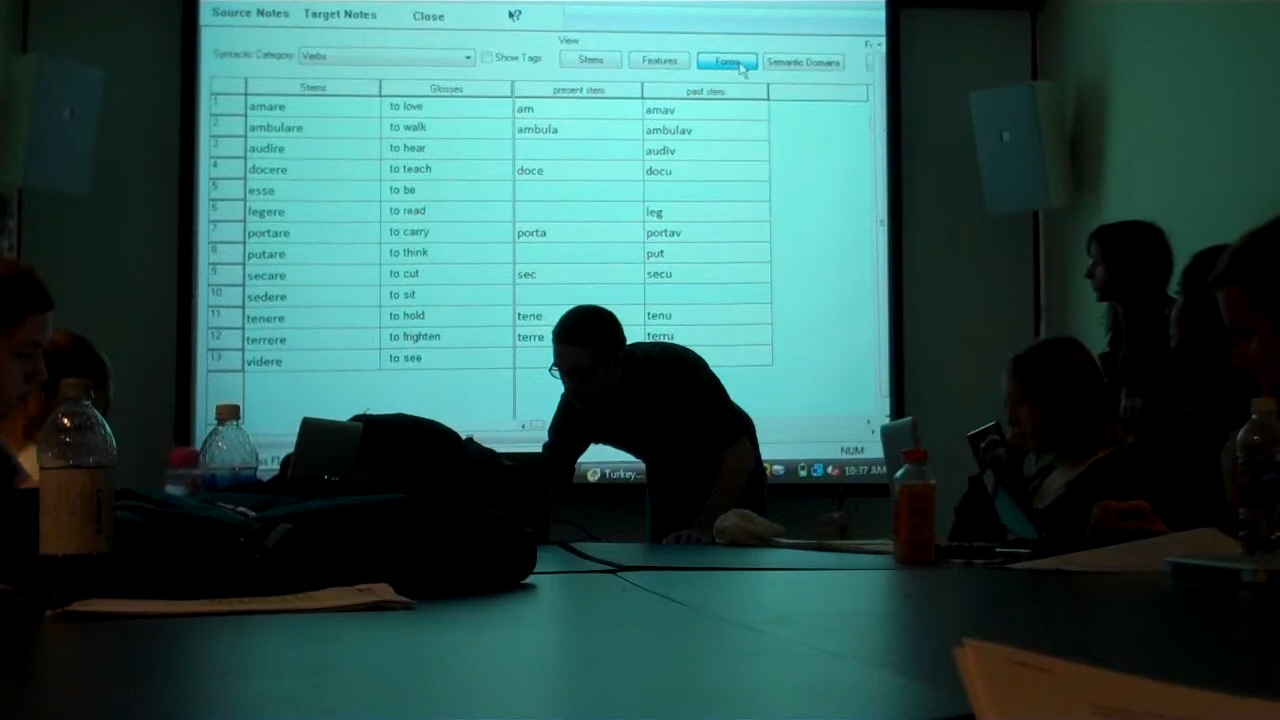 Source Notes Target Notes Close
View
Syntactic Category Verbs Show Tags Stems Features Forms Semantic Domains
Stems Glosses present stem past stem
1 amare to love am amav
2 ambulare to walk ambula ambulav
3 audire to hear audiv
4 docere to teach doce docu
5 esse to be
6 legere to read leg
7 portare to carry porta portav
8 putare to think put
9 secare to cut sec secu
10 sedere to sit
11 tenere to hold tene tenu
12 terrere to frighten terre terru
13 videre to see
NUM
Turkey... 10:37 AM